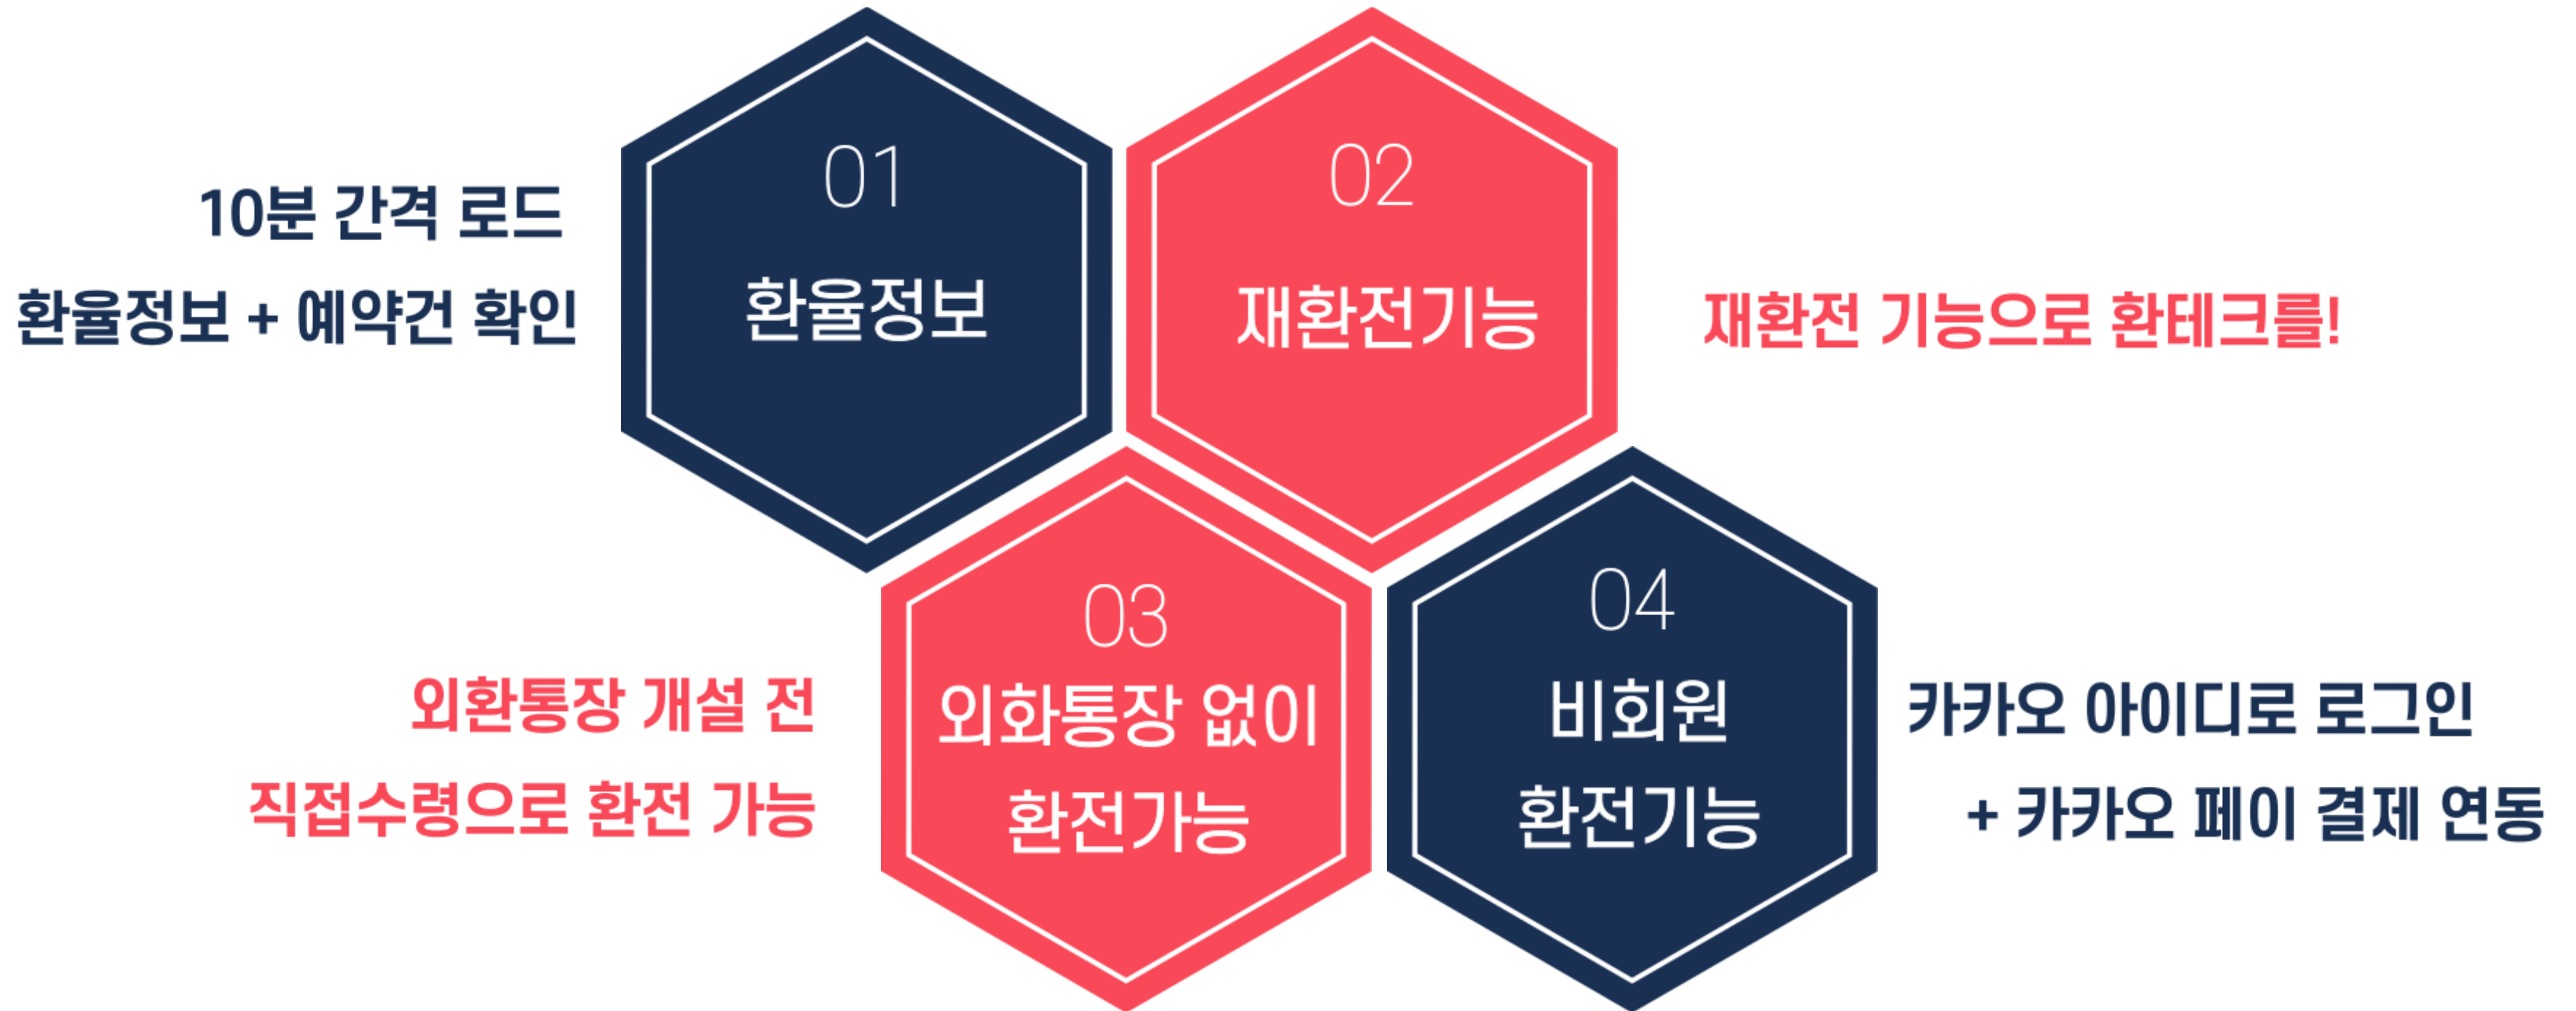 10분 간격 로드
환율정보 + 예약건 확인
01
환율정보
02
재환전기능
재환전 기능으로 환테크를!
외환통장 개설 전
직접수령으로 환전 가능
03
외화통장 없이
환전가능
04
비회원
환전기능
카카오 아이디로 로그인
+ 카카오 페이 결제 연동